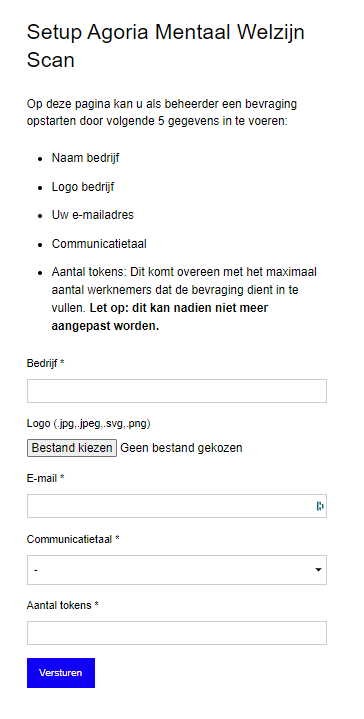 Setup Agoria Mentaal Welzijn
Scan
Op deze pagina kan u als beheerder een bevraging
opstarten door volgende 5 gegevens in te voeren:
• Naam bedrijf
• Logo bedrijf
• Uw e-mailadres
• Communicatietaal
• Aantal tokens: Dit komt overeen met het maximaal
aantal werknemers dat de bevraging dient in te
vullen. Let op: dit kan nadien niet meer
aangepast worden.
Bedrijf *
Logo (.jpg,.jpeg,.svg,.png)
Bestand kiezen Geen bestand gekozen
E-mail *
Communicatietaal *
-
Aantal tokens *
Versturen